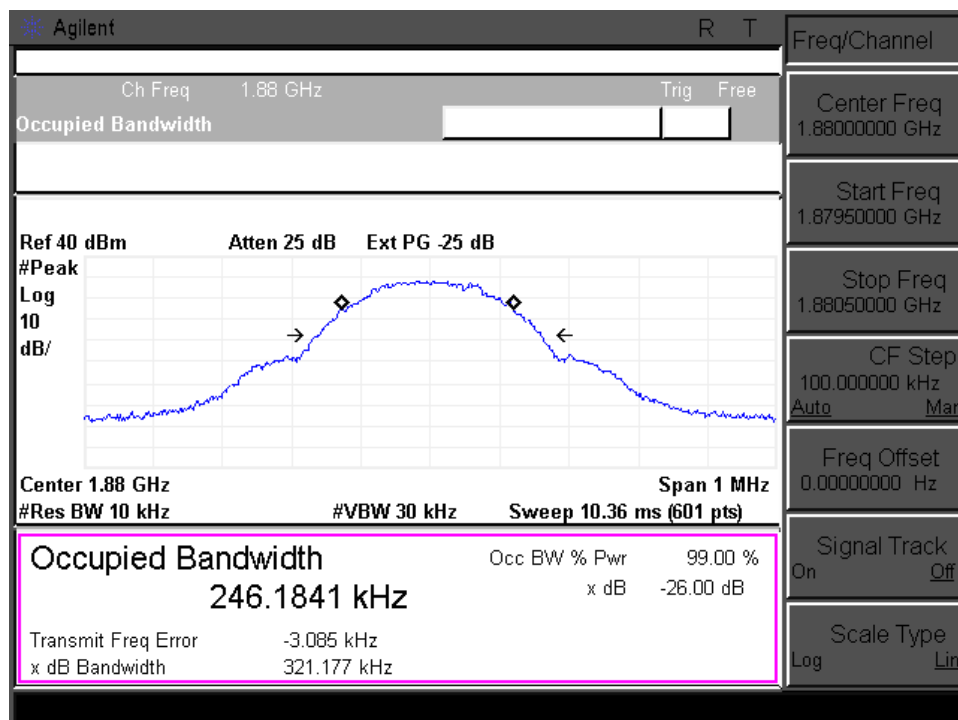 Agilent R T
Freq/Channel
Ch Freq 1.88 GHz Trig Free
Occupied Bandwidth
Center Freq
1.88000000 GHz
Start Freq
1.87950000 GHz
Ref 40 dBm Atten 25 dB Ext PG -25 dB
#Peak
Log
10
dB/
Stop Freq
1.88050000 GHz
CF Step
100.000000 kHz
Auto Man
Freq Offset
0.00000000 Hz
Center 1.88 GHz Span 1 MHz
#Res BW 10 kHz #VBW 30 kHz Sweep 10.36 ms (601 pts)
Occupied Bandwidth
246.1841 kHz
Occ BW % Pwr 99.00 %
x dB -26.00 dB
Transmit Freq Error -3.085 kHz
x dB Bandwidth 321.177 kHz
Signal Track
On Off
Scale Type
Log Lin